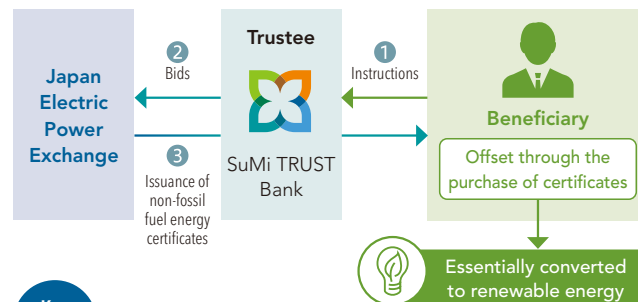 Japan
Electric
Power
Exchange
2
Bids
3
Issuance of
non-fossil
fuel energy
certificates
Trustee
SuMi TRUST
Bank
1
Instructions
Beneficiary
Offset through the
purchase of certificates
Essentially converted
to renewable energy